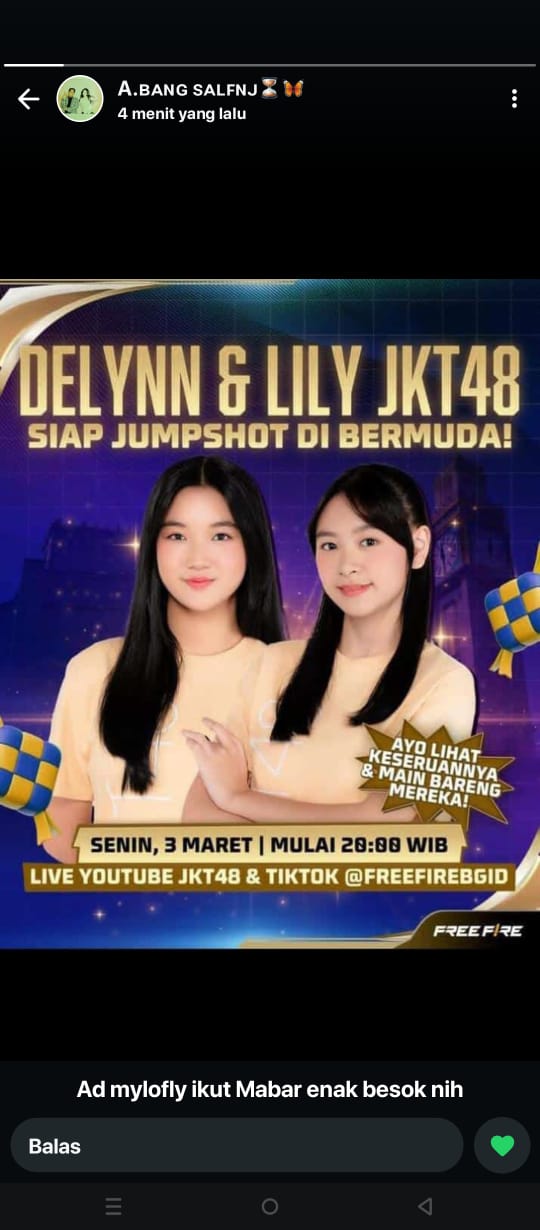 A.BANG SALFNJ⏳🦋
4 menit yang lalu
DELYNN & LILY JKT48
SIAP JUMPSHOT DI BERMUDA!
AYO LIHAT
KESERUANNYA
& MAIN BARENG
MEREKA!
SENIN, 3 MARET | MULAI 20:00 WIB
LIVE YOUTUBE JKT48 & TIKTOK @FREEFIREBGID
FREE FIRE
Ad mylofly ikut Mabar enak besok nih
Balas